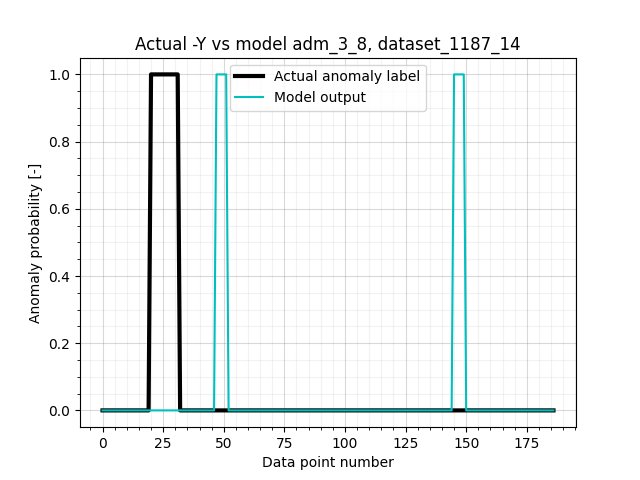 Actual -Y vs model adm_3_8, dataset_1187_14
Actual anomaly label
Model output
Anomaly probability [-]
1.0
0.8
0.6
0.4
0.2
0.0
0 25 50 75 100 125 150 175
Data point number